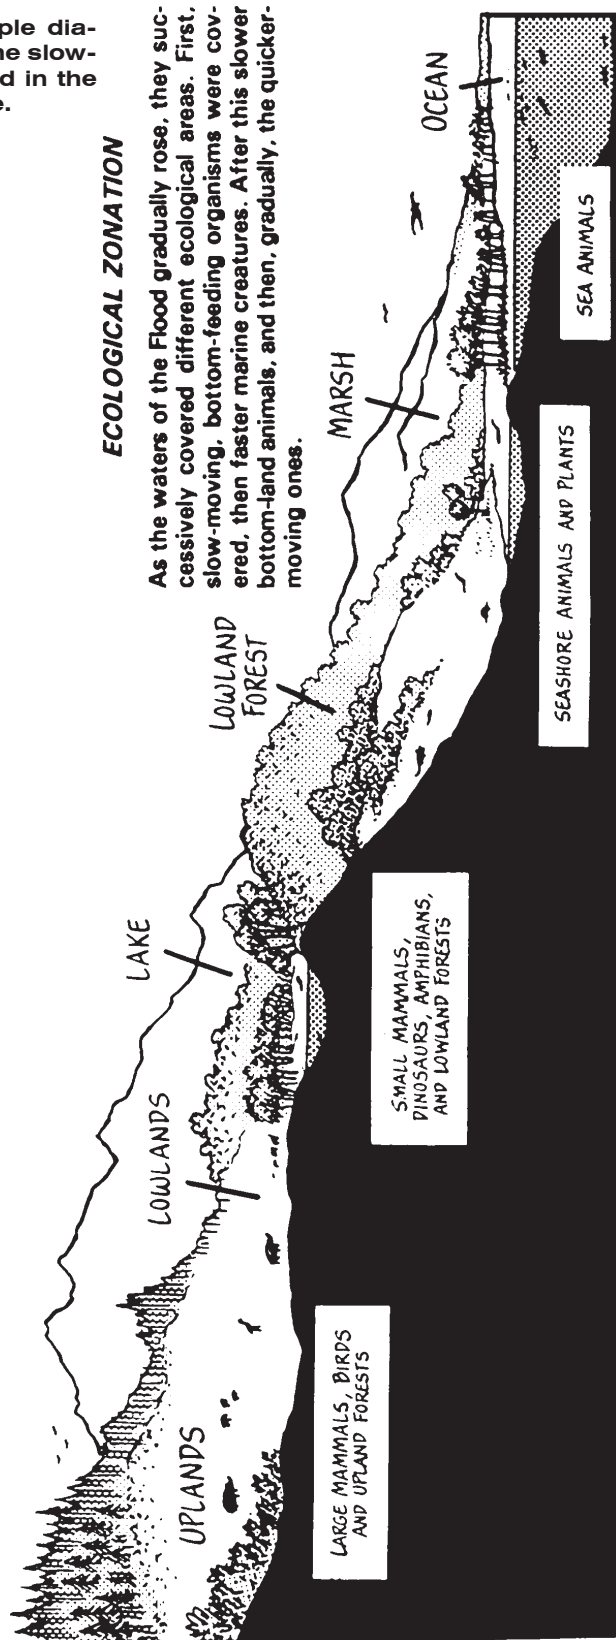 ple dia-
ne slow-
d in the
e.
ECOLOGICAL ZONATION
As the waters of the Flood gradually rose, they suc-
cessively covered different ecological areas. First,
slow-moving, bottom-feeding organisms were cov-
ered, then faster marine creatures. After this slower
bottom-land animals, and then, gradually, the quicker-
moving ones.
UPLANDS
LOWLANDS
LAKE
LOWLAND
FOREST
MARSH
OCEAN
LARGE MAMMALS, BIRDS
AND UPLAND FORESTS
SMALL MAMMALS,
DINOSAURS, AMPHIBIANS,
AND LOWLAND FORESTS
SEASHORE ANIMALS AND PLANTS
SEA ANIMALS